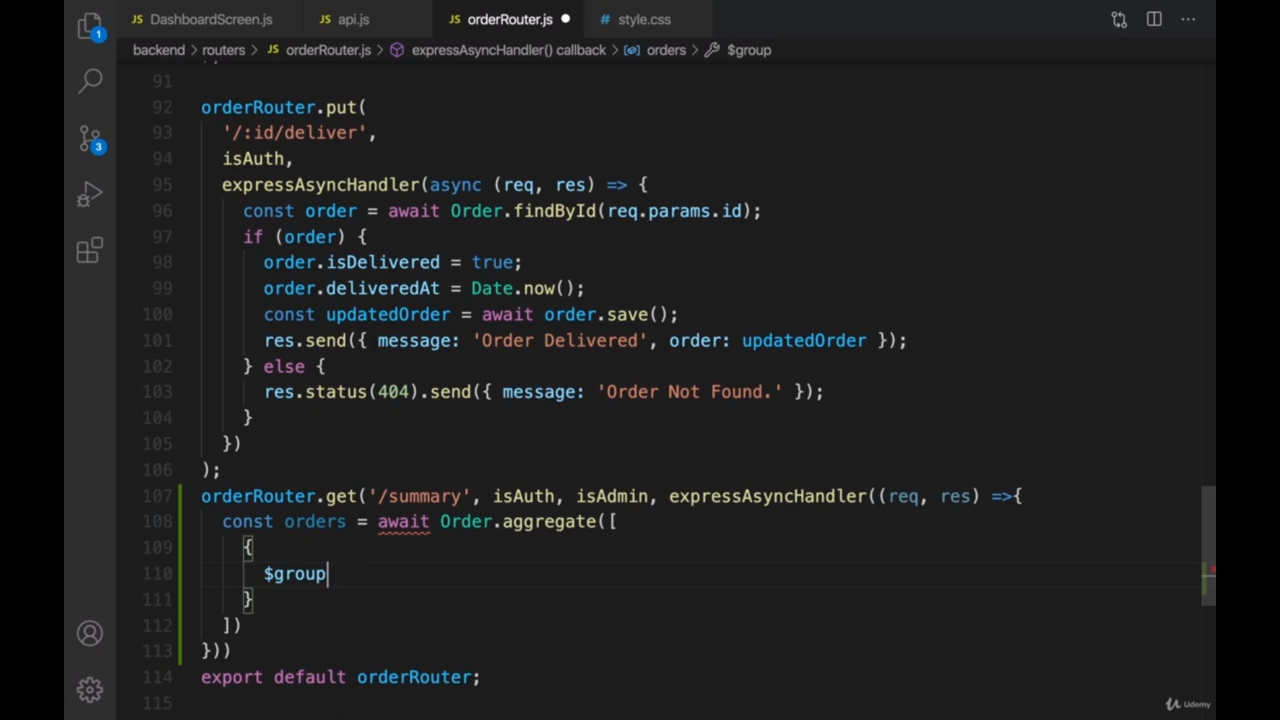 DashboardScreen.js
api.js
orderRouter.js
style.css
backend > routers > JS orderRouter.js > expressAsyncHandler() callback > orders > $group
91
92 orderRouter.put(
93 '/:id/deliver',
94 isAuth,
95 expressAsyncHandler(async (req, res) => {
96 const order = await Order.findById(req.params.id);
97 if (order) {
98 order.isDelivered = true;
99 order.deliveredAt = Date.now();
100 const updatedOrder = await order.save();
101 res.send({ message: 'Order Delivered', order: updatedOrder });
102 } else {
103 res.status(404).send({ message: 'Order Not Found.' });
104 }
105 })
106 );
107 orderRouter.get('/summary', isAuth, isAdmin, expressAsyncHandler((req, res) =>{
108 const orders = await Order.aggregate([
109 {
110 $group
111 }
112 ])
113 }))
114 export default orderRouter;
115
1
3
Udemy